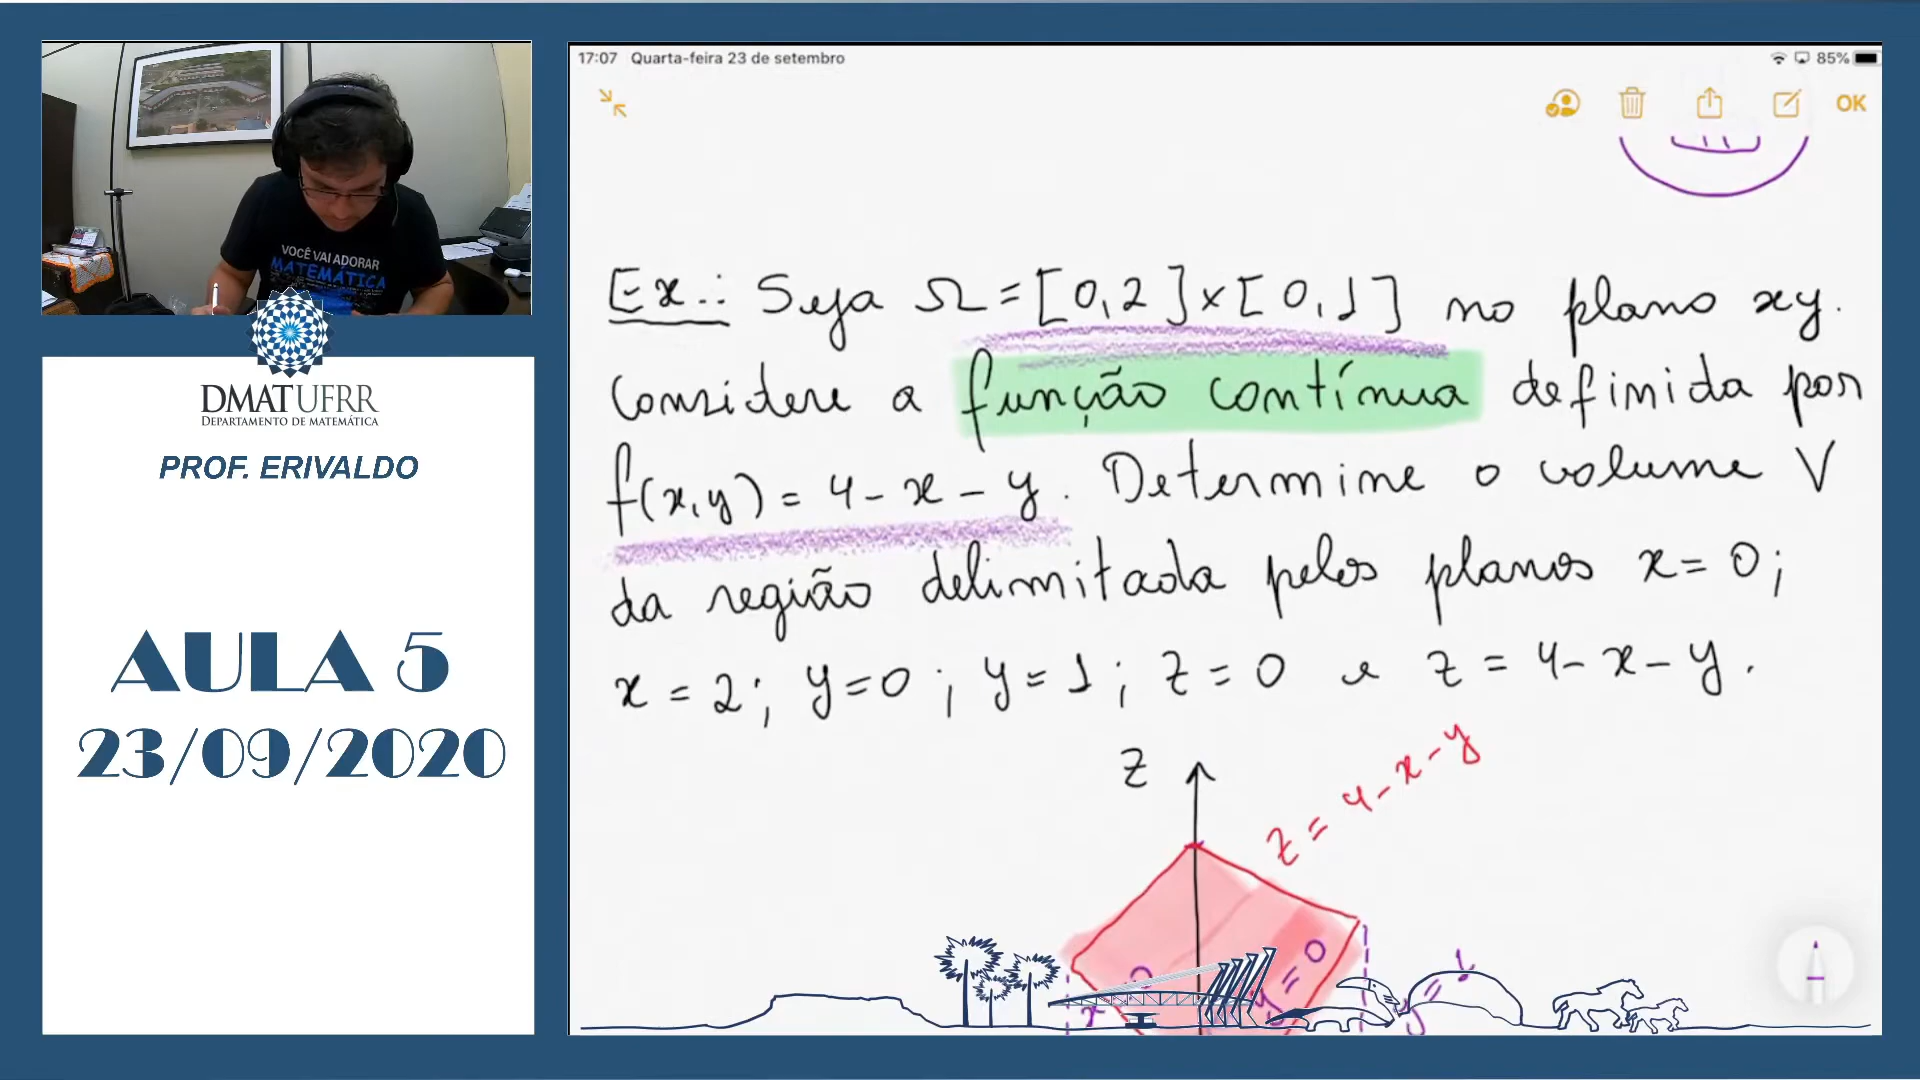 17:07 Quarta-feira 23 de setembro
85%
OK
VOCÊ VAI ADORAR
MATEMÁTICA
DMATUFRR
DEPARTAMENTO DE MATEMÁTICA
PROF. ERIVALDO
AULA 5
23/09/2020
Ex.: Seja Ω = [0,2]×[0,1] no plano xy.
Considere a função contínua definida por
f(x,y) = 4-x-y. Determine o volume V
da região delimitada pelos planos x=0;
x=2; y=0; y=1; z=0 e z=4-x-y.
z
z=4-x-y
y=0
x